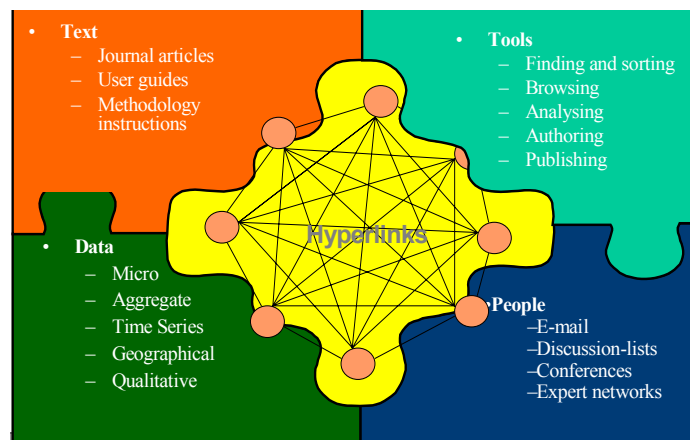 • Text
– Journal articles
– User guides
– Methodology
instructions
• Tools
– Finding and sorting
– Browsing
– Analysing
– Authoring
– Publishing
Hyperlinks
• Data
– Micro
– Aggregate
– Time Series
– Geographical
– Qualitative
•People
–E-mail
–Discussion-lists
–Conferences
–Expert networks